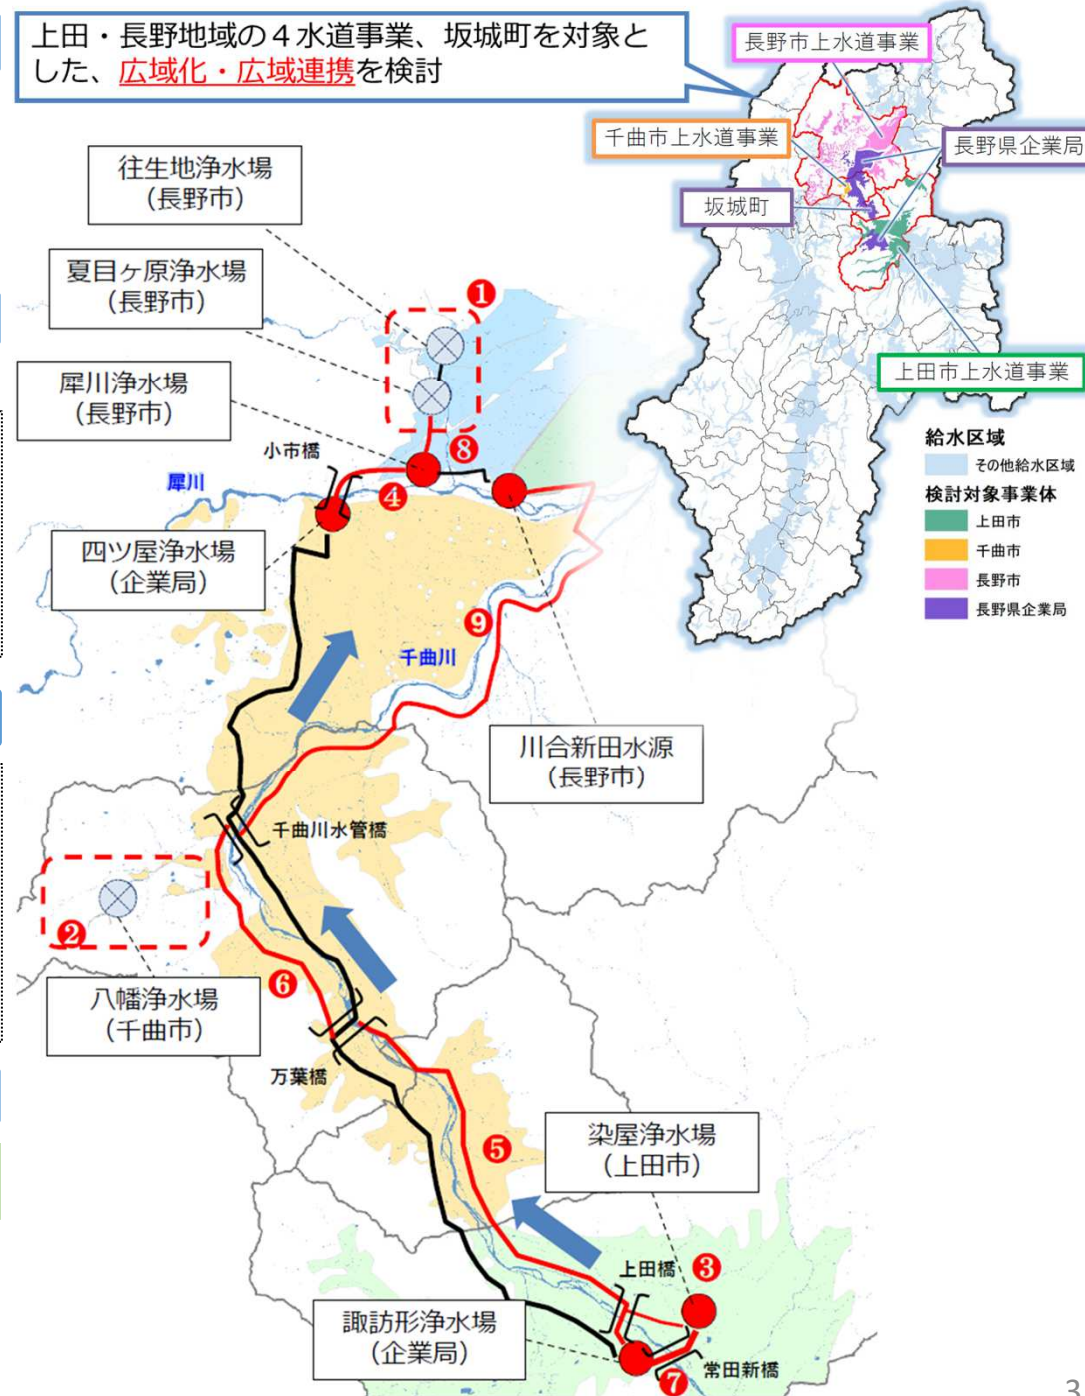 上田・長野地域の４水道事業、坂城町を対象と
した、広域化・広域連携を検討
長野市上水道事業
千曲市上水道事業
長野県企業局
坂城町
上田市上水道事業
給水区域
その他給水区域
検討対象事業体
上田市
千曲市
長野市
長野県企業局
往生地浄水場
（長野市）
夏目ヶ原浄水場
（長野市）
❶
犀川浄水場
（長野市）
小市橋
❽
犀川
❹
四ツ屋浄水場
（企業局）
❾
千曲川
川合新田水源
（長野市）
千曲川水管橋
❷
❻
八幡浄水場
（千曲市）
万葉橋
染屋浄水場
（上田市）
❺
上田橋
❸
諏訪形浄水場
（企業局）
常田新橋
❼
3